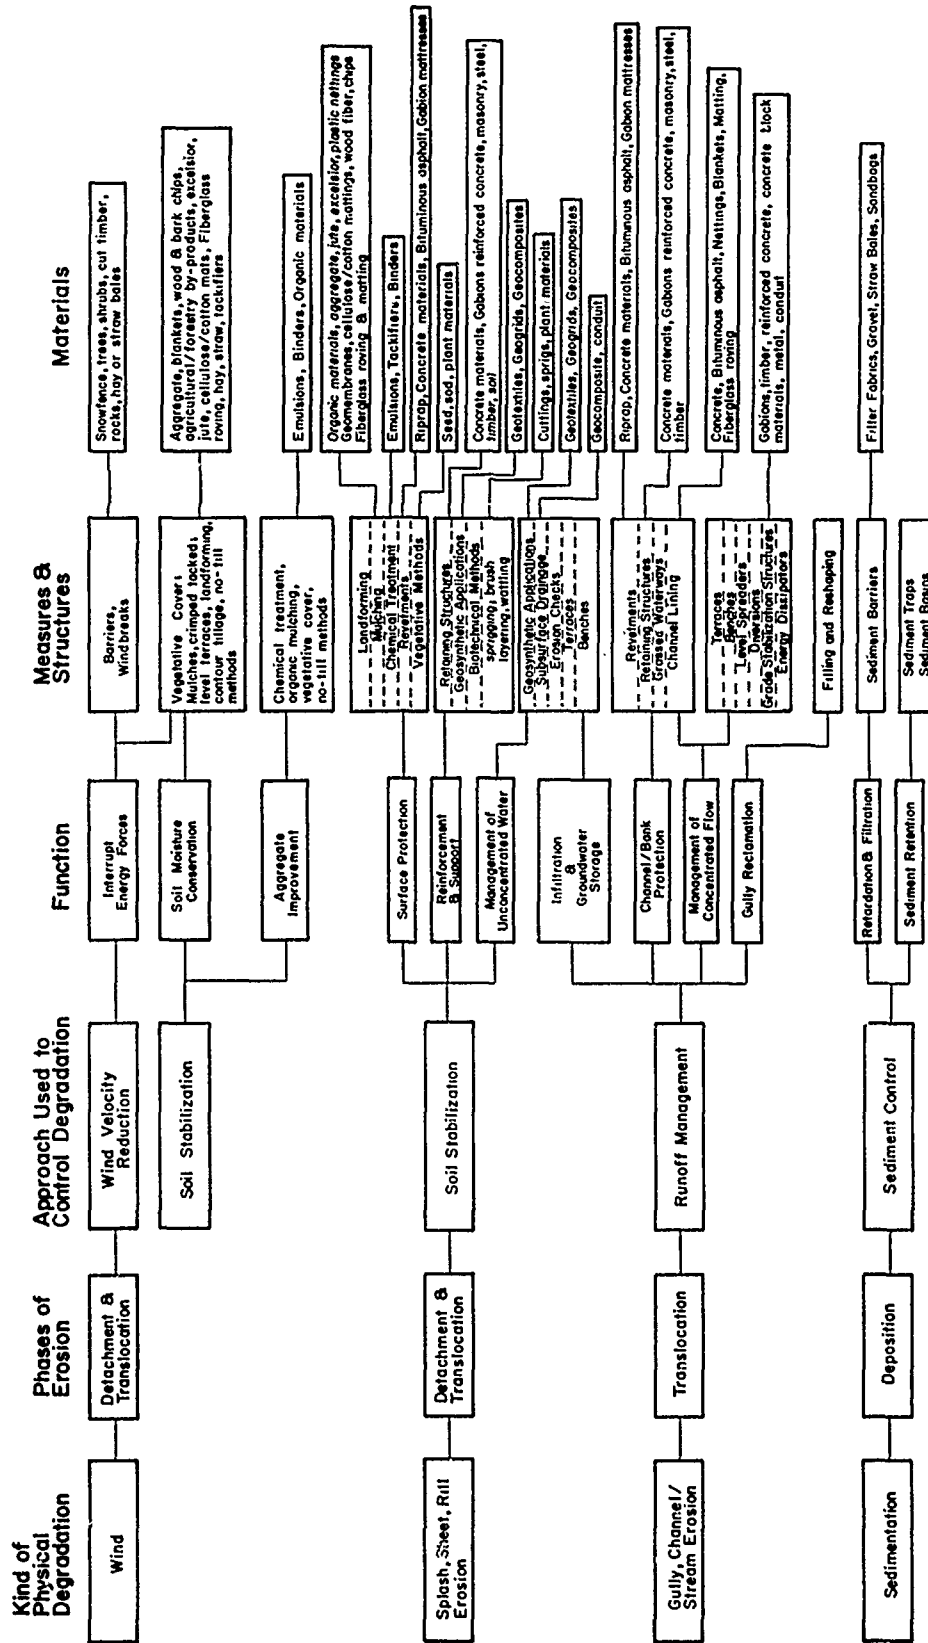 Kind of
Physical
Degradation
Phases of
Erosion
Approach Used to
Control Degradation
Function
Measures &
Structures
Materials
Wind
Detachment &
Translocation
Wind Velocity
Reduction
Interrupt
Energy Forces
Barriers,
Windbreaks
Snowfence, trees, shrubs, cut timber,
rocks, hay or straw bales
Soil Stabilization
Soil Moisture
Conservation
Vegetative Cover:
Mulches, crimped tacked;
level terraces, landforming,
contour tillage, no-till
methods
Aggregate, blankets, wood & bark chips,
agricultural/forestry by-products, excelsior,
jute, cellulose/cotton mats, Fiberglass
roving, hay, straw, tackifiers
Aggregate
Improvement
Chemical treatment,
organic mulching,
vegetative cover,
no-till methods
Emulsions, Binders, Organic materials
Splash, Sheet, Rill
Erosion
Detachment &
Translocation
Soil Stabilization
Surface Protection
Landforming
Mulching
Chemical Treatment
Revetments
Vegetative Methods
Organic materials, aggregate, jute, excelsior, plastic nettings
Geomembranes, cellulose/cotton mattings, wood fiber, chips
Fiberglass roving & matting
Emulsions, Tackifiers, Binders
Riprap, Concrete materials, Bituminous asphalt, Gabion mattresses
Seed, sod, plant materials
Reinforcement
& Support
Retaining Structures
Geosynthetic Applications
Biotechnical Methods
sprigging, brush
layering, wattling
Concrete materials, Gabions reinforced concrete, masonry, steel,
timber, soil
Geotextiles, Geogrids, Geocomposites
Cuttings, sprigs, plant materials
Management of
Unconcentrated Water
Geosynthetic Applications
Subsurface Drainage
Erosion Checks
Terraces
Benches
Geotextiles, Geogrids, Geocomposites
Geocomposite, conduit
Infiltration
&
Groundwater
Storage
Gully, Channel/
Stream Erosion
Translocation
Runoff Management
Channel/Bank
Protection
Revetments
Retaining Structures
Grassed Waterways
Channel Lining
Riprap, Concrete materials, Bituminous asphalt, Gabion mattresses
Concrete materials, Gabions reinforced concrete, masonry, steel,
timber
Concrete, Bituminous asphalt, Nettings, Blankets, Matting,
Fiberglass roving
Management of
Concentrated Flow
Terraces
Benches
Level Spreaders
Diversions
Grade Stabilization Structures
Energy Dissipators
Gabions, timber, reinforced concrete, concrete block
materials, metal, conduit
Gully Reclamation
Filling and Reshaping
Sedimentation
Deposition
Sediment Control
Retardation & Filtration
Sediment Barriers
Filter Fabrics, Gravel, Straw Bales, Sandbags
Sediment Retention
Sediment Traps
Sediment Basins